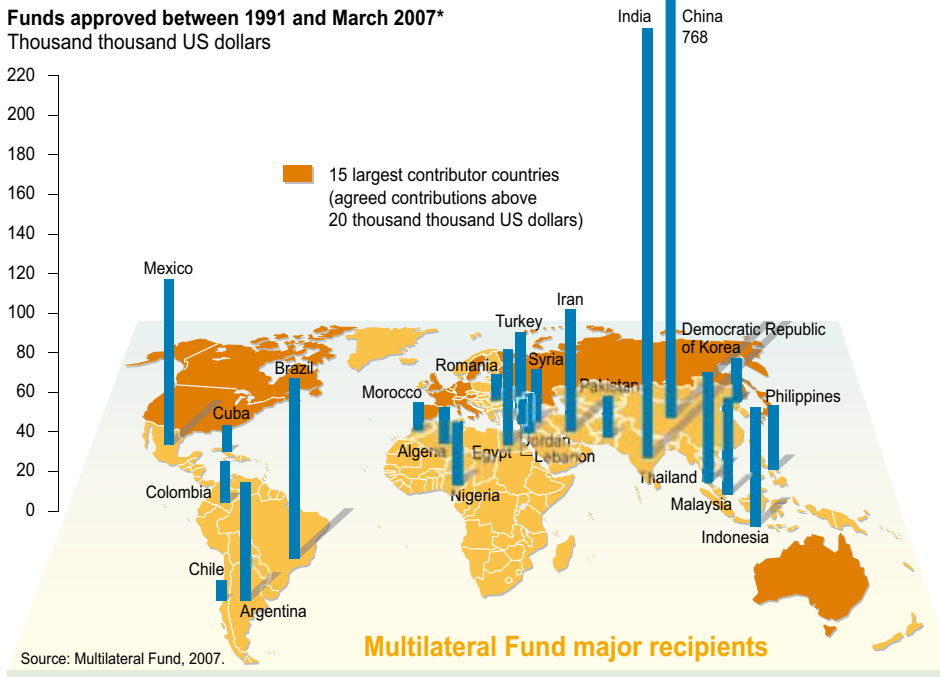 Funds approved between 1991 and March 2007*
Thousand thousand US dollars
220
200
180
160
140
120
100
80
60
40
20
0
15 largest contributor countries
(agreed contributions above
20 thousand thousand US dollars)
India
China
768
Mexico
Iran
Turkey
Democratic Republic
of Korea
Brazil
Romania
Syria
Pakistan
Morocco
Philippines
Cuba
Algeria
Egypt
Jordan
Lebanon
Colombia
Nigeria
Thailand
Malaysia
Indonesia
Chile
Argentina
Multilateral Fund major recipients
Source: Multilateral Fund, 2007.